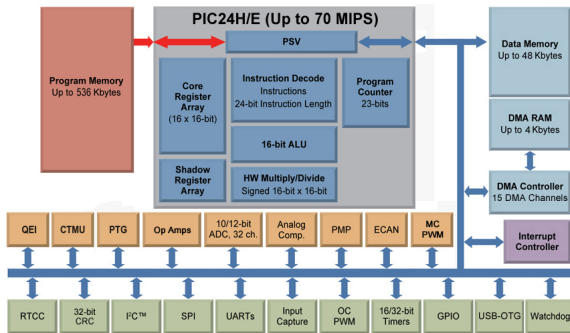 PIC24H/E (Up to 70 MIPS)
PSV
Program Memory
Up to 536 Kbytes
Core
Register
Array
(16 x 16-bit)
Instruction Decode
Instructions
24-bit Instruction Length
Program
Counter
23-bits
16-bit ALU
Shadow
Register
Array
HW Multiply/Divide
Signed 16-bit x 16-bit
Data Memory
Up to 48 Kbytes
DMA RAM
Up to 4 Kbytes
DMA Controller
15 DMA Channels
Interrupt
Controller
QEI
CTMU
PTG
Op Amps
10/12-bit
ADC, 32 ch.
Analog
Comp.
PMP
ECAN
MC
PWM
RTCC
32-bit
CRC
I²C™
SPI
UARTs
Input
Capture
OC
PWM
16/32-bit
Timers
GPIO
USB-OTG
Watchdog